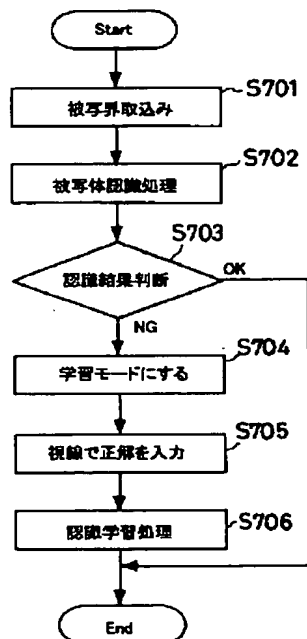 Start
S701
被写界取込み
S702
被写体認識処理
S703
認識結果判断
OK
NG
S704
学習モードにする
S705
視線で正解を入力
S706
認識学習処理
End